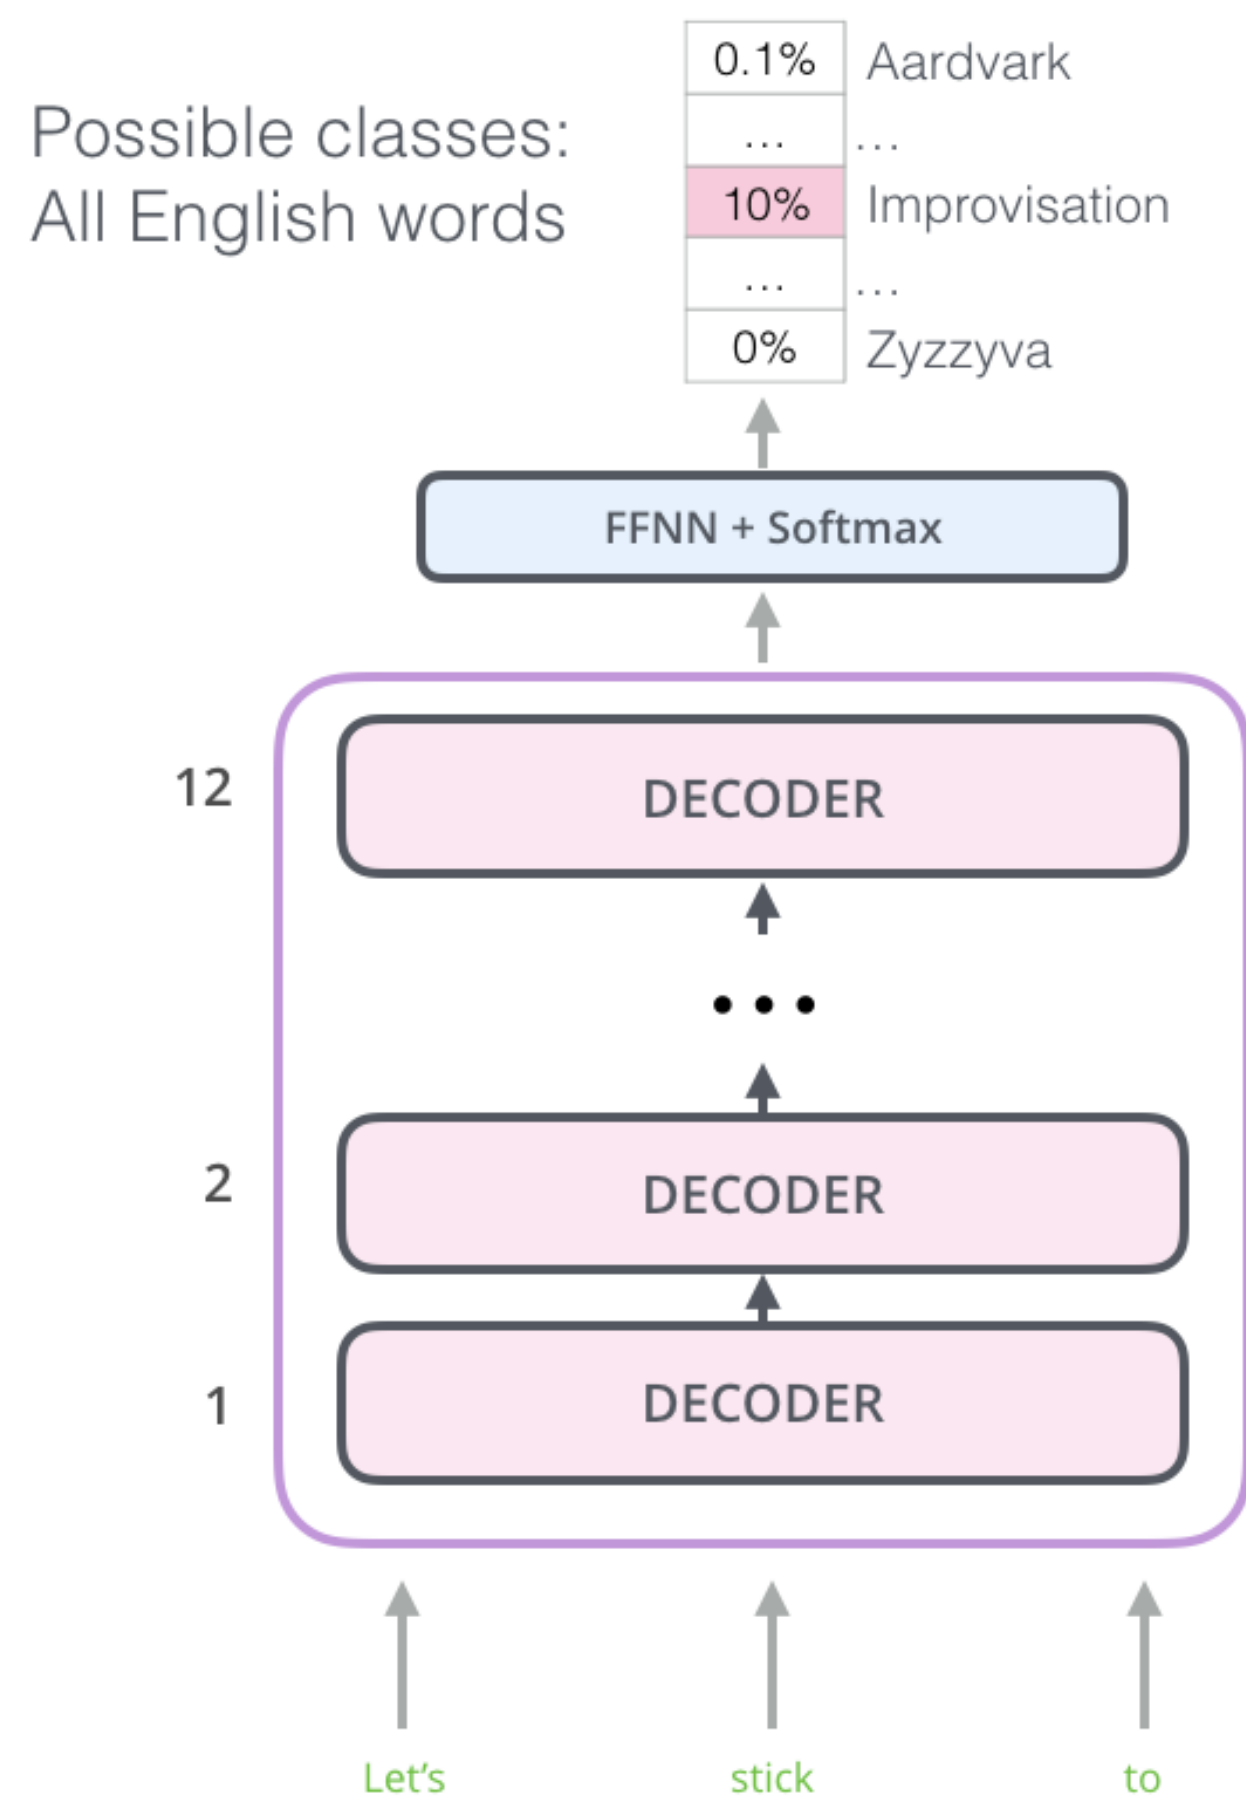 0.1% Aardvark
Possible classes:
... ...
All English words
10% Improvisation
... ...
0% Zyzzyva
FFNN + Softmax
12 DECODER
...
2 DECODER
1 DECODER
Let's stick to